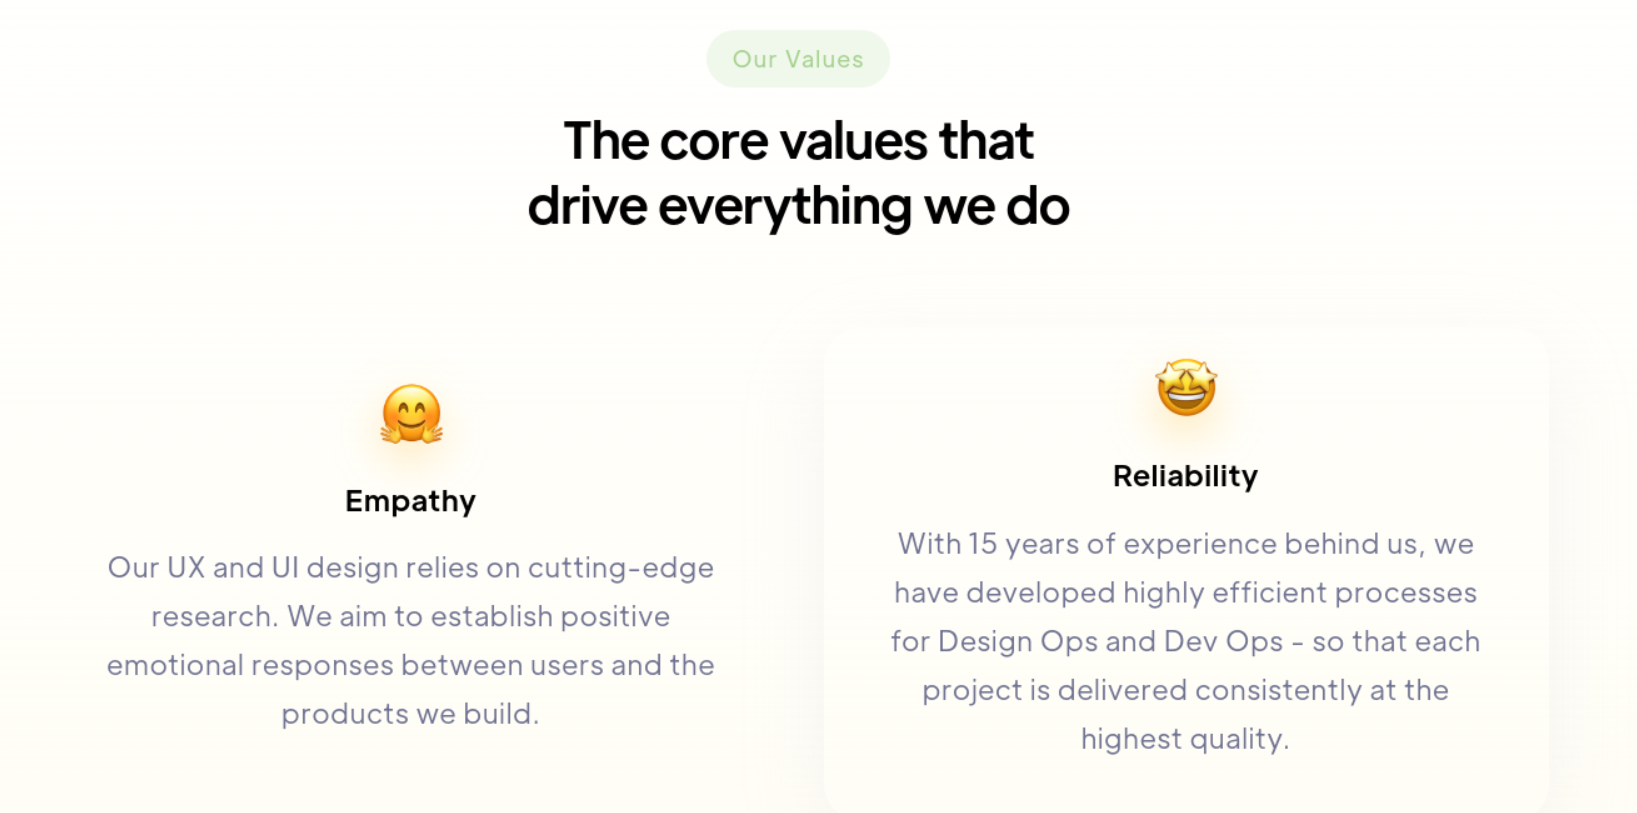 Our Values
The core values that
drive everything we do
Empathy
Our UX and UI design relies on cutting-edge
research. We aim to establish positive
emotional responses between users and the
products we build.
Reliability
With 15 years of experience behind us, we
have developed highly efficient processes
for Design Ops and Dev Ops - so that each
project is delivered consistently at the
highest quality.